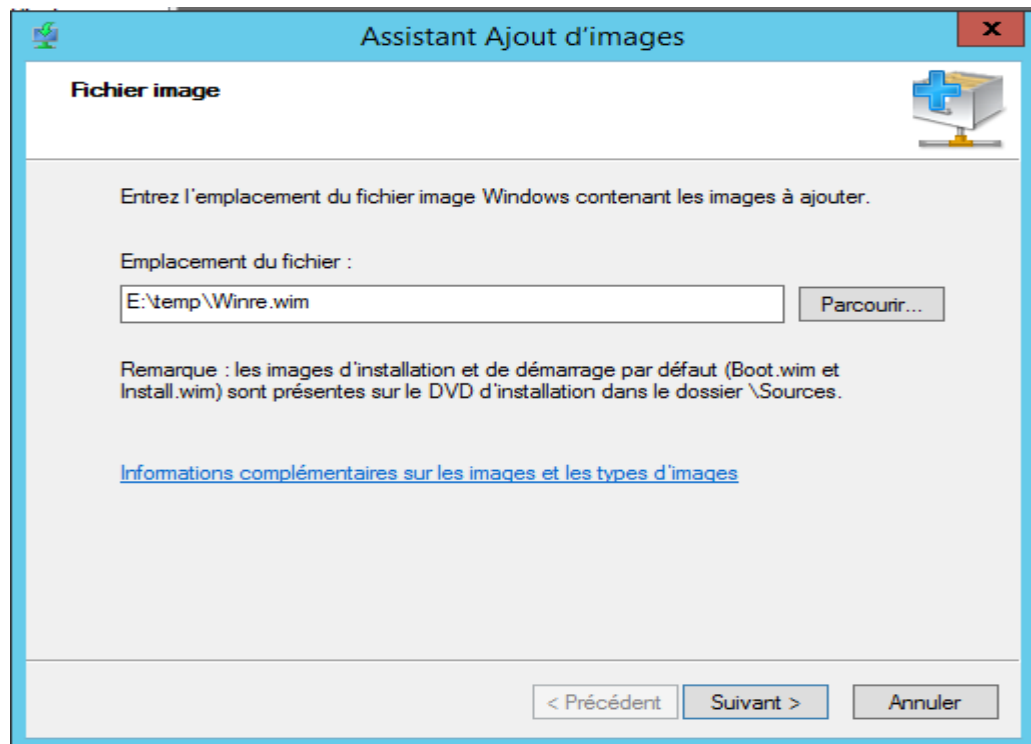 Assistant Ajout d'images
x
Fichier image
Entrez l'emplacement du fichier image Windows contenant les images à ajouter.
Emplacement du fichier :
E:\temp\Winre.wim
Parcourir...
Remarque : les images d'installation et de démarrage par défaut (Boot.wim et
Install.wim) sont présentes sur le DVD d'installation dans le dossier \Sources.
Informations complémentaires sur les images et les types d'images
< Précédent
Suivant >
Annuler